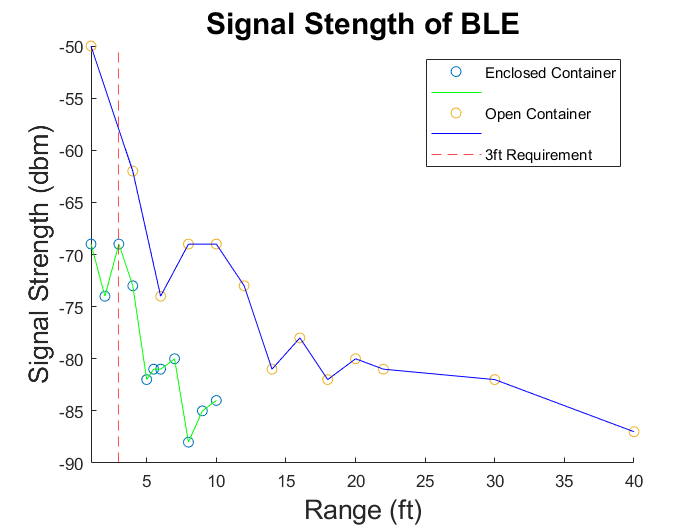 Signal Stength of BLE
Signal Strength (dbm)
-50
-55
-60
-65
-70
-75
-80
-85
-90
Enclosed Container
Open Container
3ft Requirement
5 10 15 20 25 30 35 40
Range (ft)